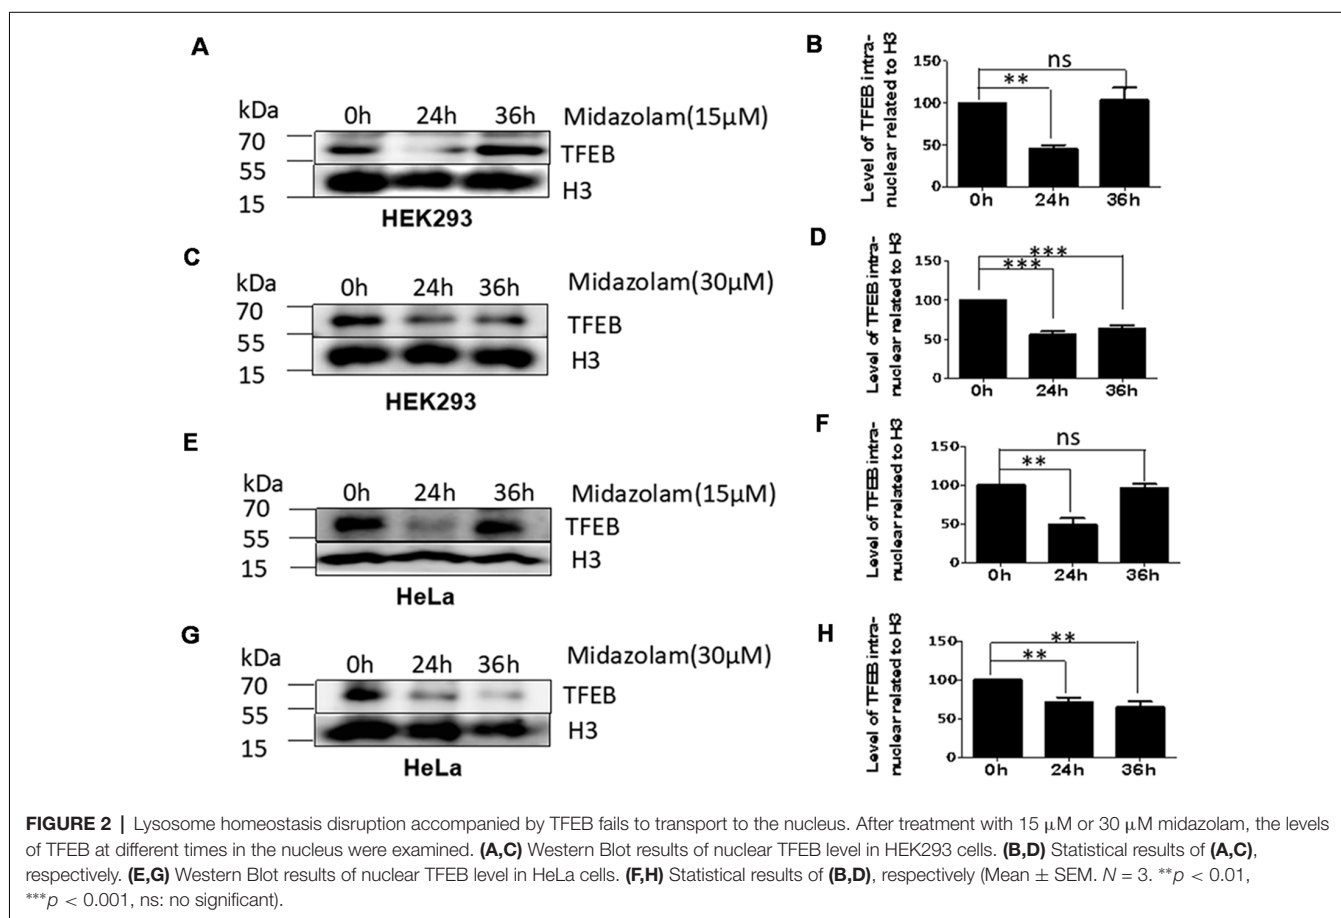 A
kDa
0h 24h 36h Midazolam(15μM)
70
TFEB
55
H3
15
HEK293
B
Level of TFEB intra-
nuclear related to H3
150
100
50
0
ns
**
0h 24h 36h
C
kDa
0h 24h 36h Midazolam(30μM)
70
TFEB
55
H3
15
HEK293
D
Level of TFEB intra-
nuclear related to H3
150
100
50
0
***
***
0h 24h 36h
E
kDa
0h 24h 36h Midazolam(15μM)
70
TFEB
55
H3
15
HeLa
F
Level of TFEB intra-
nuclear related to H3
150
100
50
0
ns
**
0h 24h 36h
G
kDa
0h 24h 36h Midazolam(30μM)
70
TFEB
55
H3
15
HeLa
H
Level of TFEB intra-
nuclear related to H3
150
100
50
0
**
**
0h 24h 36h
FIGURE 2 | Lysosome homeostasis disruption accompanied by TFEB fails to transport to the nucleus. After treatment with 15 μM or 30 μM midazolam, the levels
of TFEB at different times in the nucleus were examined. (A,C) Western Blot results of nuclear TFEB level in HEK293 cells. (B,D) Statistical results of (A,C),
respectively. (E,G) Western Blot results of nuclear TFEB level in HeLa cells. (F,H) Statistical results of (B,D), respectively (Mean ± SEM. N = 3. **p < 0.01,
***p < 0.001, ns: no significant).